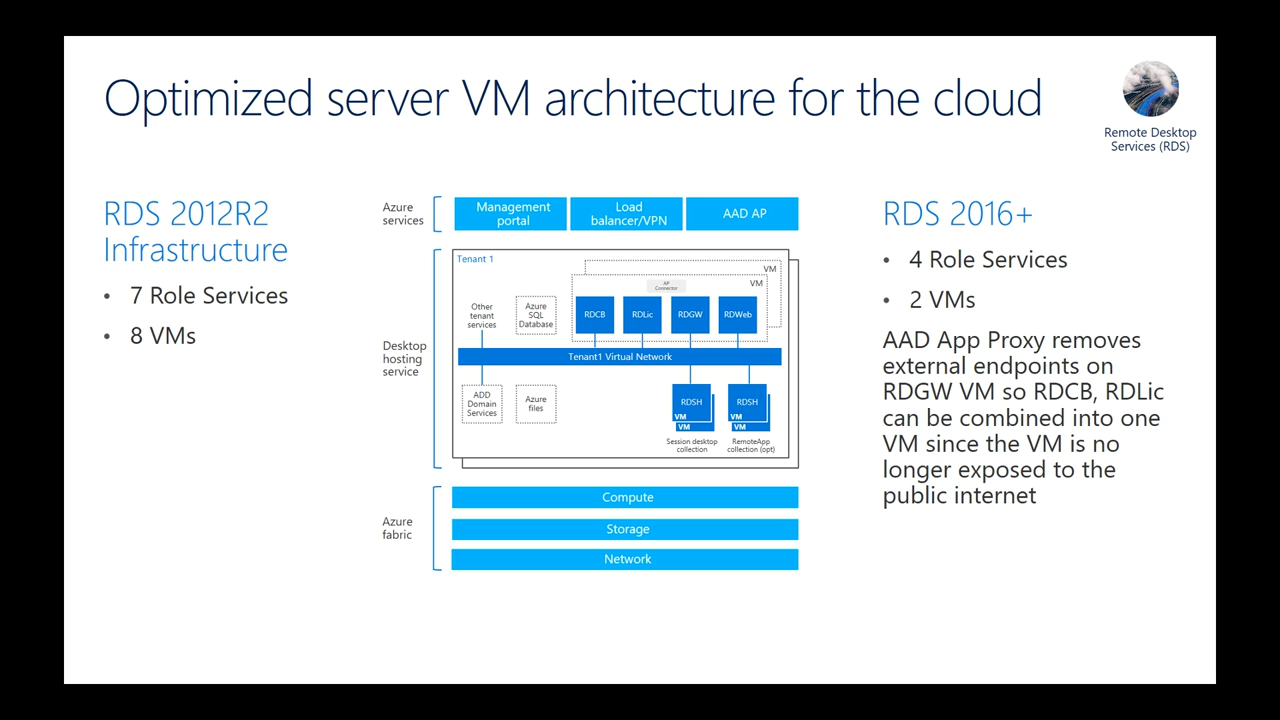 Optimized server VM architecture for the cloud
Remote Desktop
Services (RDS)
RDS 2012R2
Infrastructure
• 7 Role Services
• 8 VMs
Azure
services
Management
portal
Load
balancer/VPN
AAD AP
Desktop
hosting
service
Tenant 1
VM
VM
AP
Connector
Other
tenant
services
Azure
SQL
Database
RDCB
RDLic
RDGW
RDWeb
Tenant1 Virtual Network
ADD
Domain
Services
Azure
files
RDSH
VM
VM
RDSH
VM
VM
Session desktop
collection
RemoteApp
collection (opt)
Azure
fabric
Compute
Storage
Network
RDS 2016+
• 4 Role Services
• 2 VMs
AAD App Proxy removes
external endpoints on
RDGW VM so RDCB, RDLic
can be combined into one
VM since the VM is no
longer exposed to the
public internet